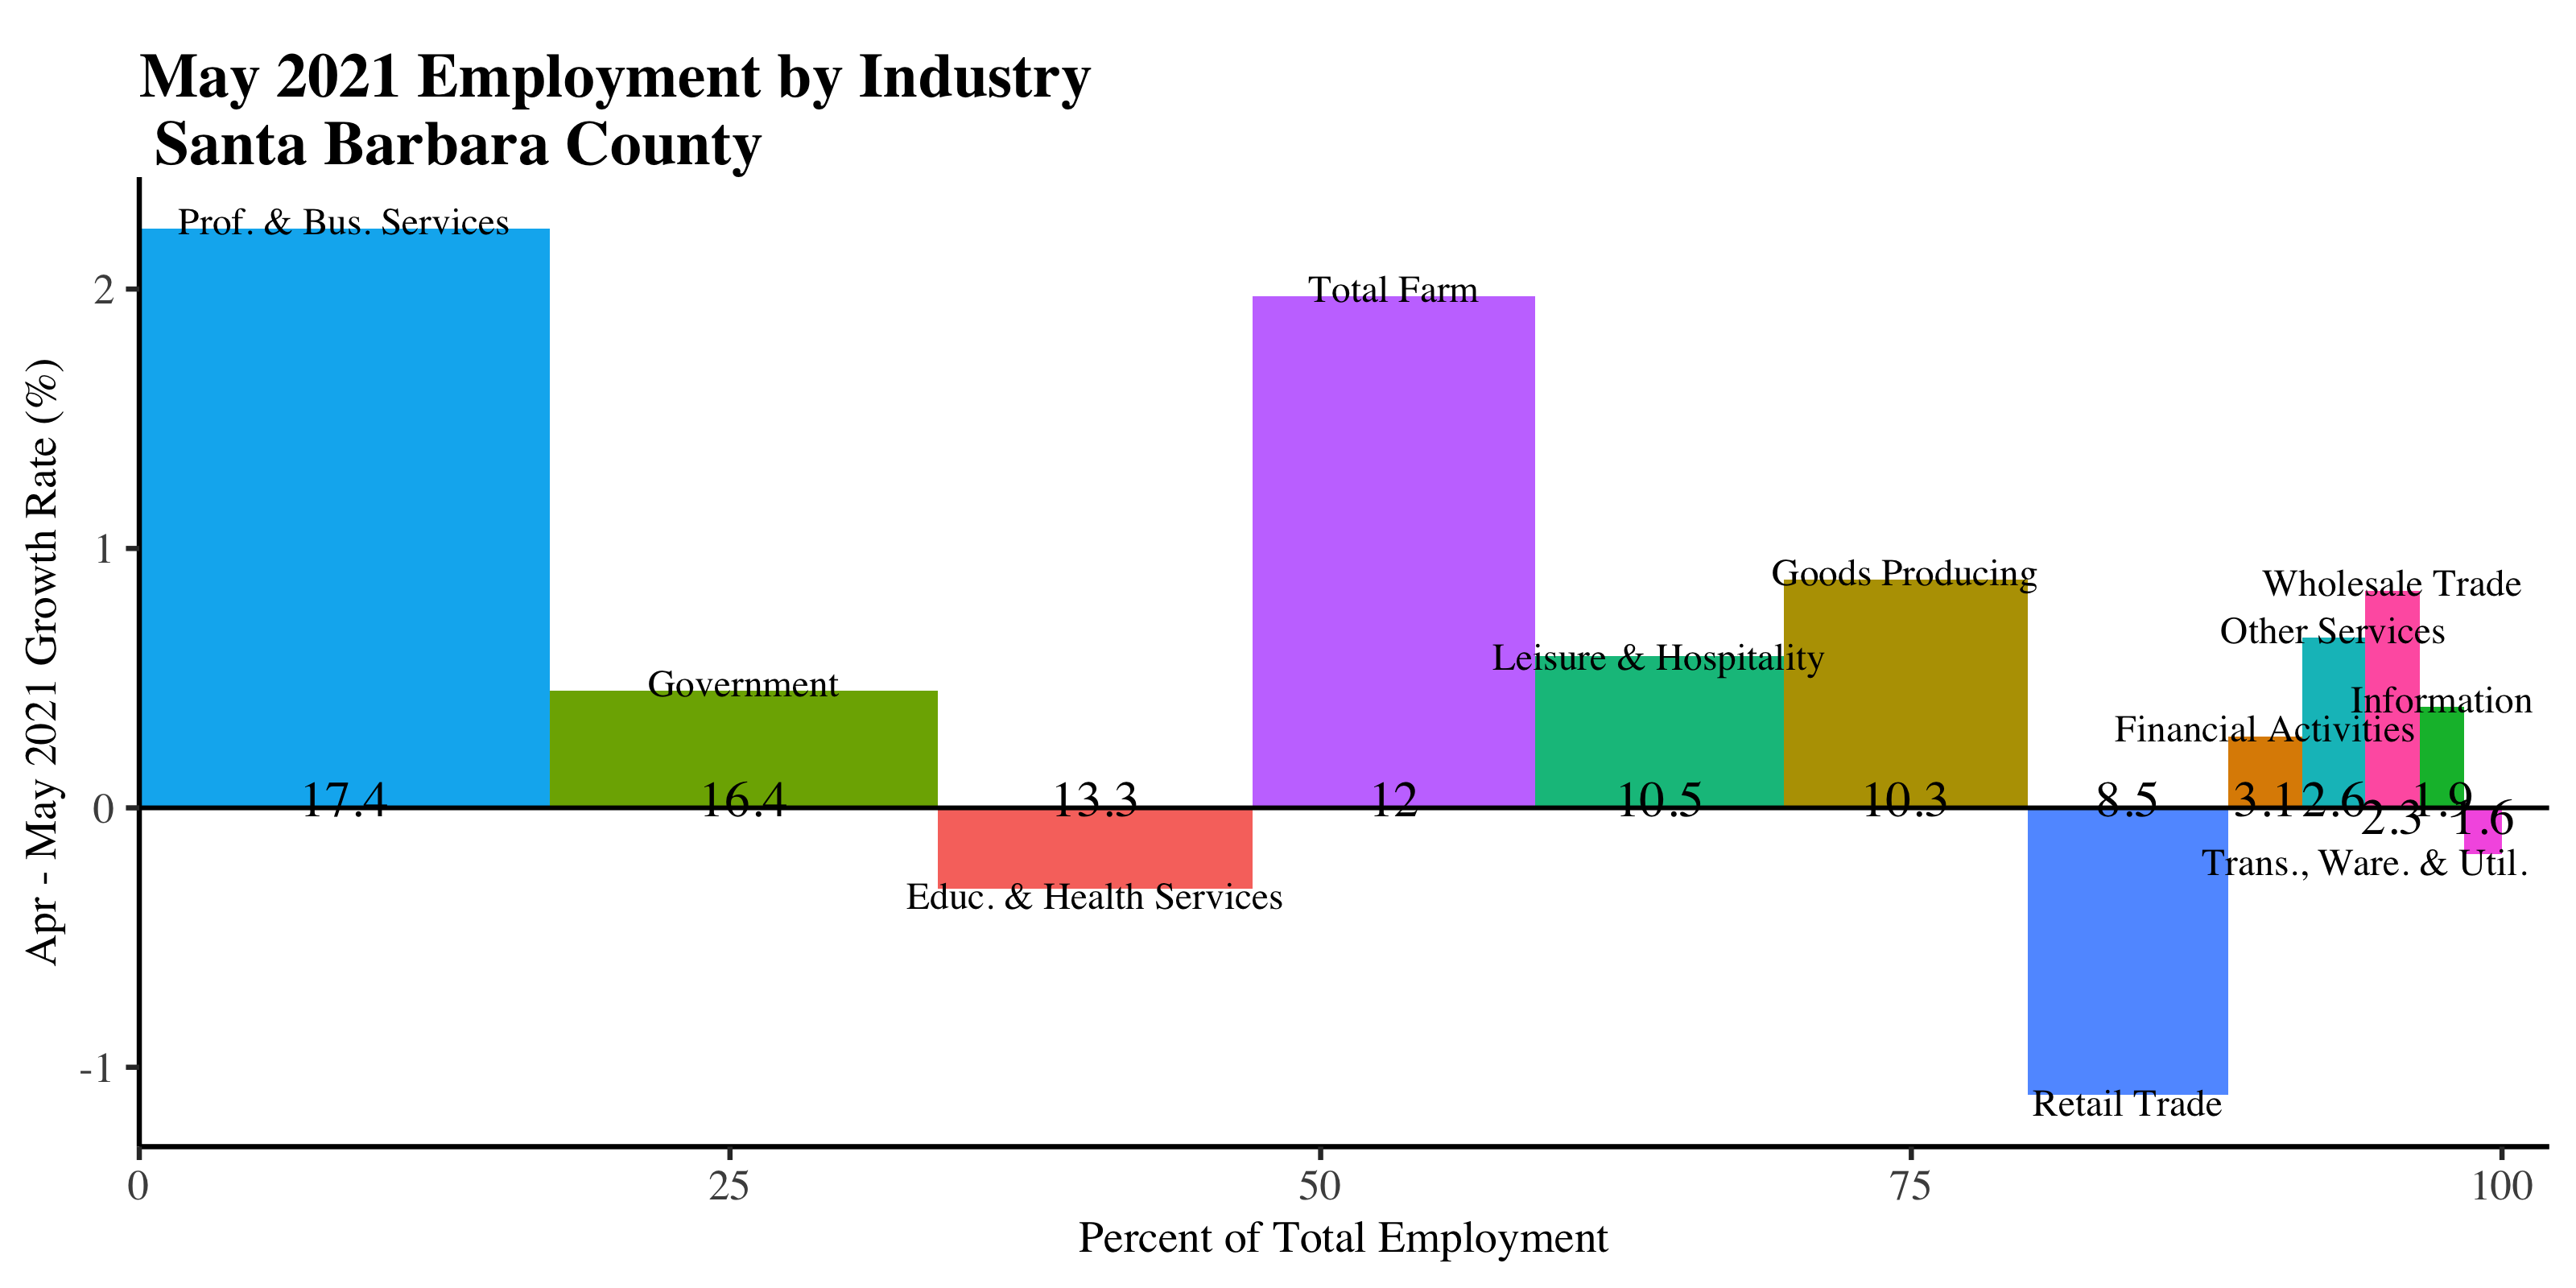 May 2021 Employment by Industry
Santa Barbara County
Apr - May 2021 Growth Rate (%)
2
1
0
-1
Prof. & Bus. Services
Government
Educ. & Health Services
Total Farm
Leisure & Hospitality
Goods Producing
Retail Trade
Financial Activities
Other Services
Wholesale Trade
Information
Trans., Ware. & Util.
17.4
16.4
13.3
12
10.5
10.3
8.5
3.1
2.6
2.3
1.9
1.6
0
25
50
75
100
Percent of Total Employment